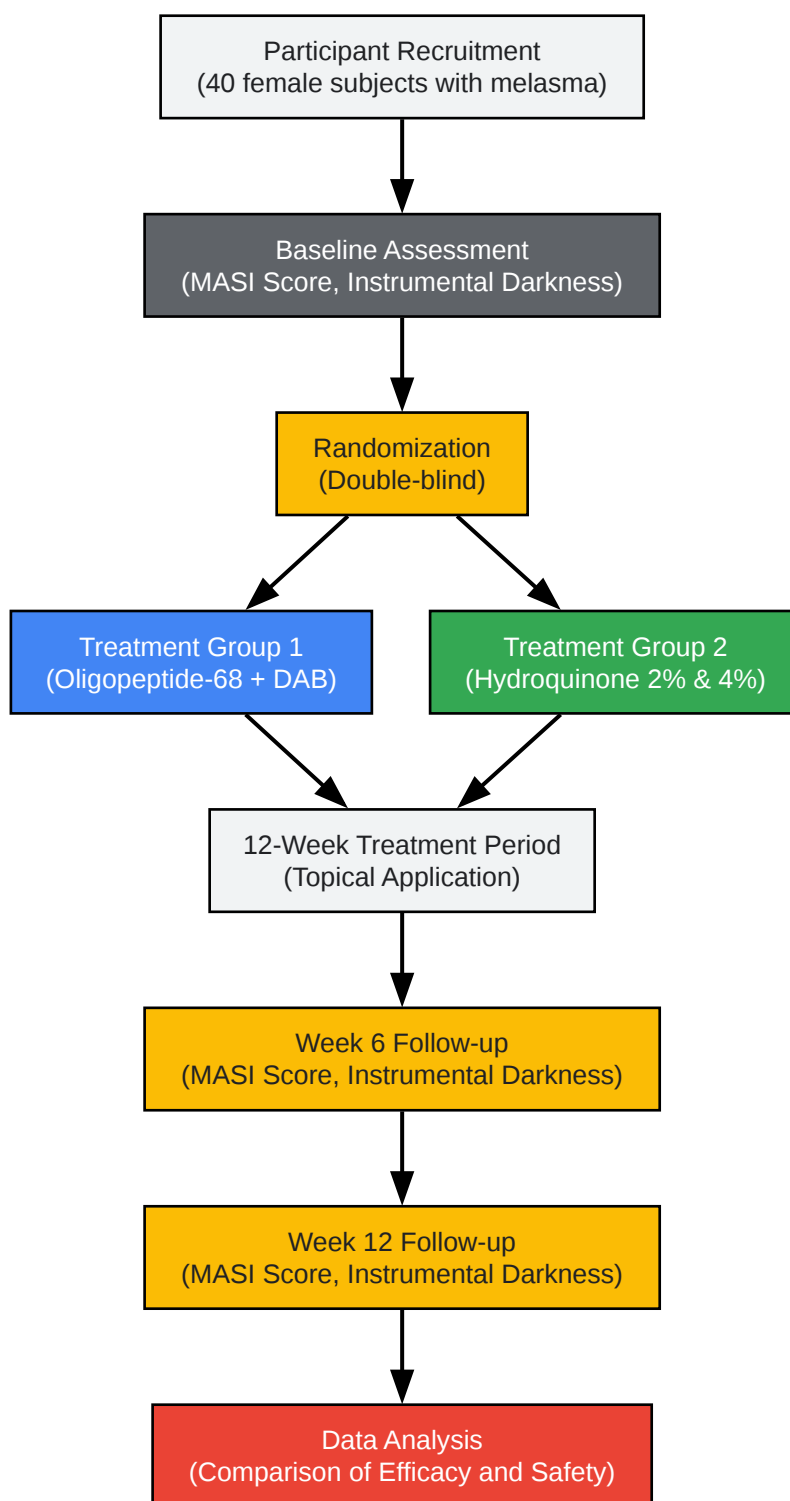 Participant Recruitment
(40 female subjects with melasma)
Baseline Assessment
(MASI Score, Instrumental Darkness)
Randomization
(Double-blind)
Treatment Group 1
(Oligopeptide-68 + DAB)
Treatment Group 2
(Hydroquinone 2% & 4%)
12-Week Treatment Period
(Topical Application)
Week 6 Follow-up
(MASI Score, Instrumental Darkness)
Week 12 Follow-up
(MASI Score, Instrumental Darkness)
Data Analysis
(Comparison of Efficacy and Safety)